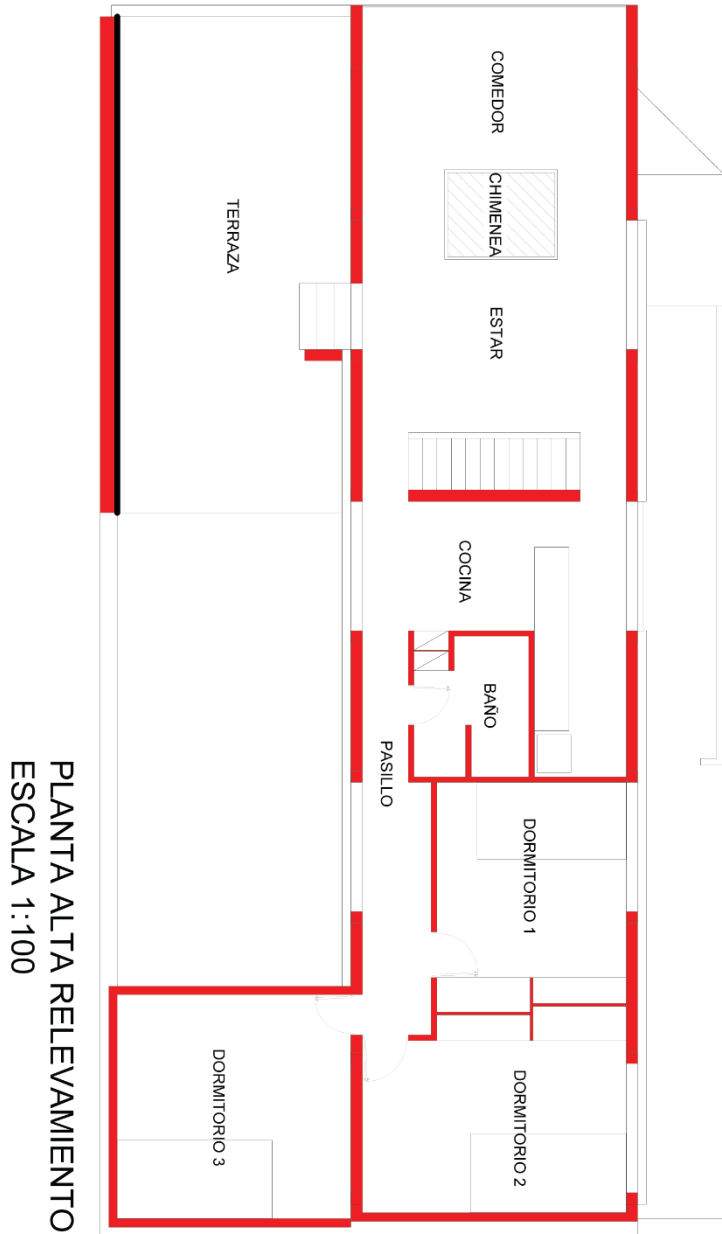 COMEDOR
CHIMENEA
ESTAR
TERRAZA
COCINA
BAÑO
PASILLO
DORMITORIO 1
DORMITORIO 2
DORMITORIO 3
PLANTA ALTA RELEVAMIENTO
ESCALA 1:100